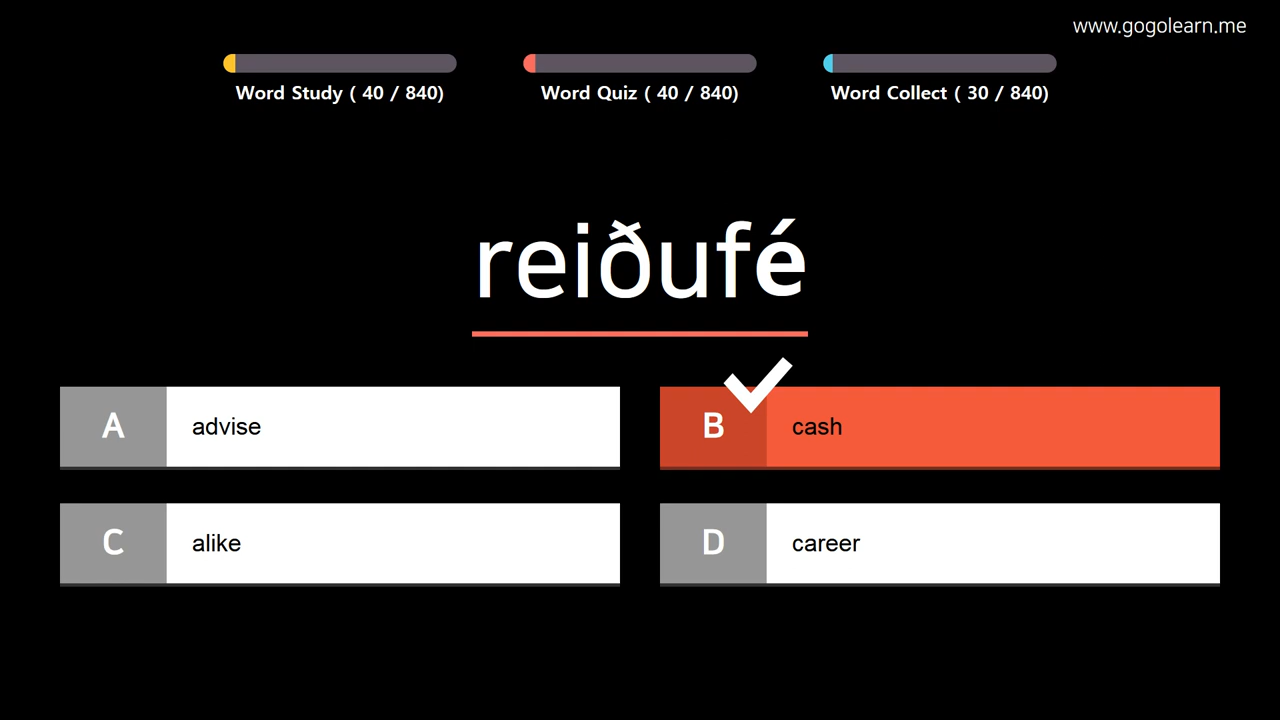 www.gogolearn.me
Word Study ( 40 / 840)
Word Quiz ( 40 / 840)
Word Collect ( 30 / 840)
reiðufé
A advise
B cash
C alike
D career